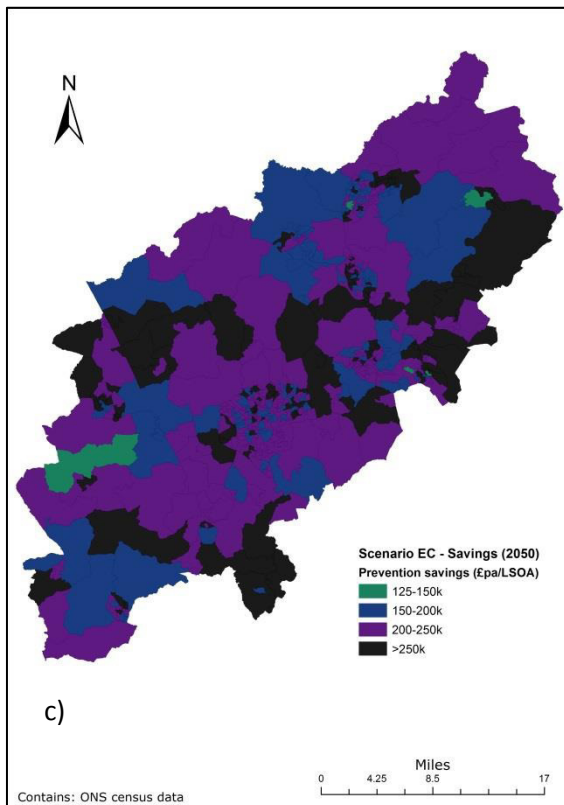 N
Scenario EC - Savings (2050)
Prevention savings (£pa/LSOA)
125-150k
150-200k
200-250k
>250k
c)
Miles
0 4.25 8.5 17
Contains: ONS census data